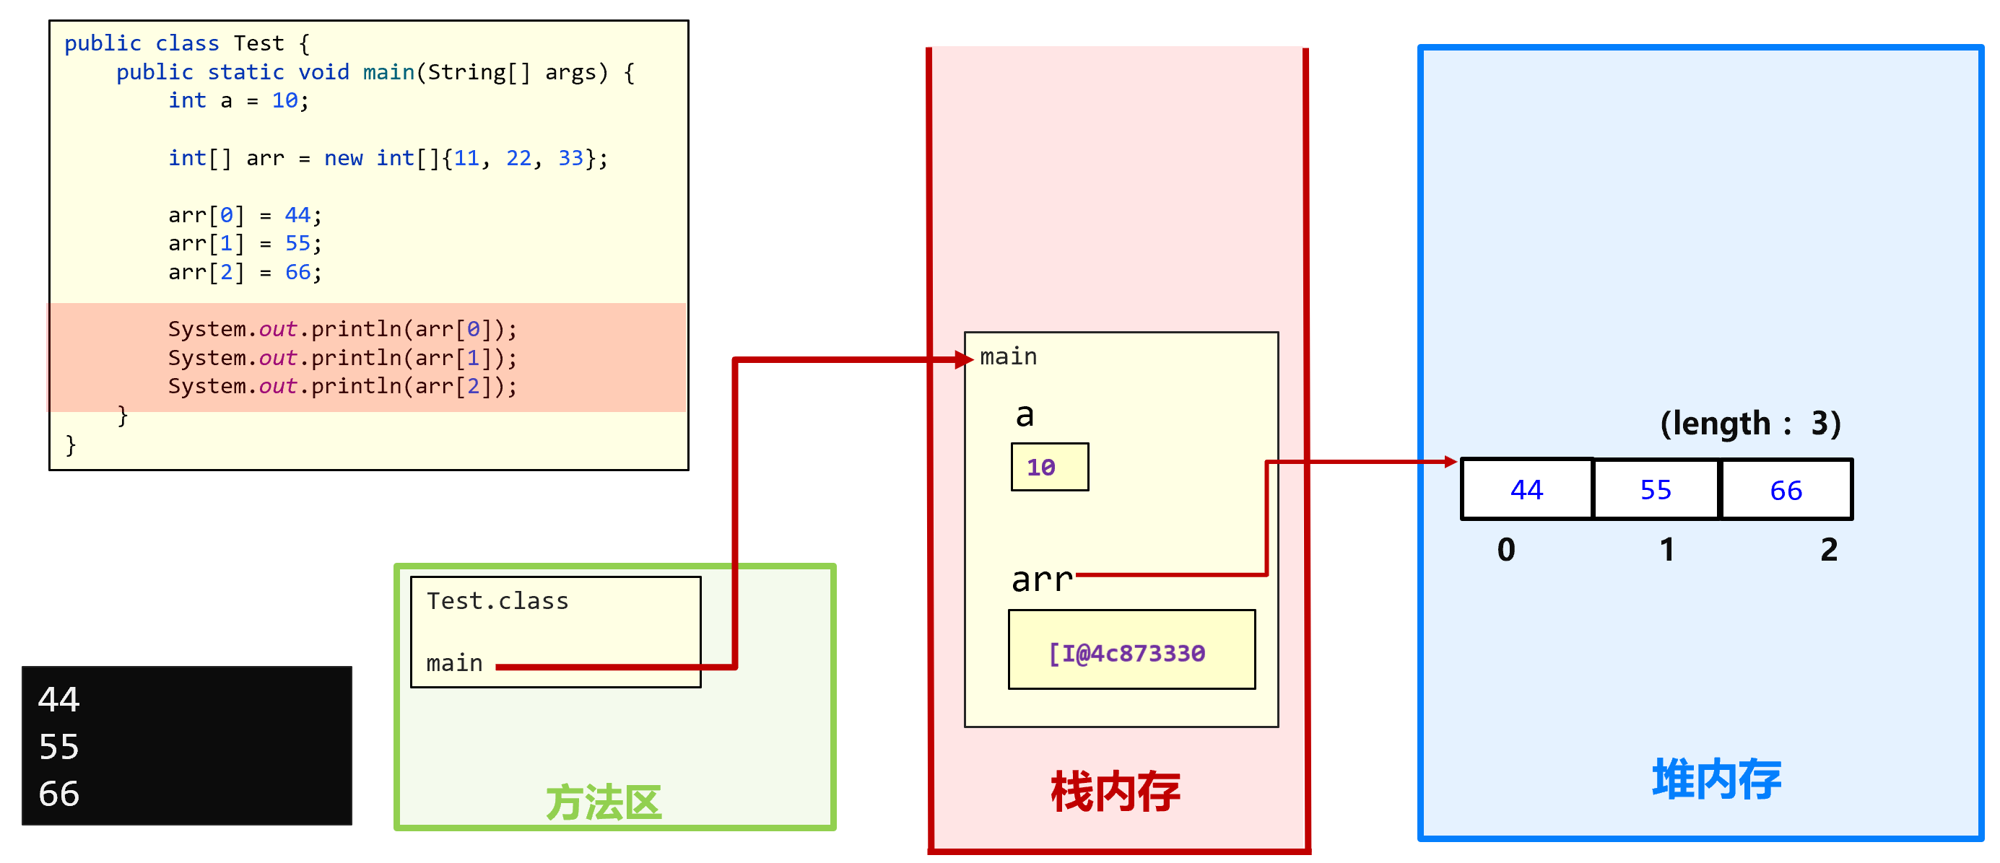 public class Test {
    public static void main(String[] args) {
        int a = 10;
        int[] arr = new int[]{11, 22, 33};
        arr[0] = 44;
        arr[1] = 55;
        arr[2] = 66;
        System.out.println(arr[0]);
        System.out.println(arr[1]);
        System.out.println(arr[2]);
    }
}
44
55
66
Test.class
main
方法区
main
a
10
arr
[I@4c873330
栈内存
(length：3)
44 55 66
0 1 2
堆内存